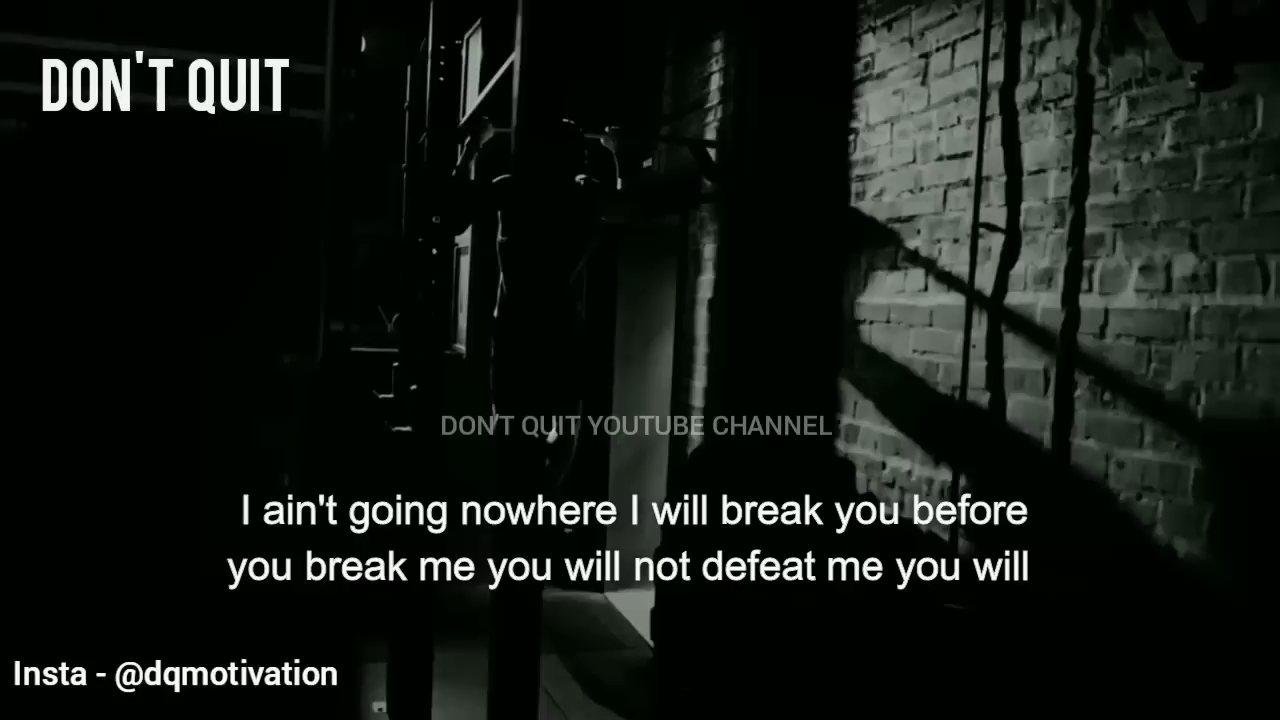 DON'T QUIT
DON'T QUIT YOUTUBE CHANNEL
I ain't going nowhere I will break you before
you break me you will not defeat me you will
Insta - @dqmotivation